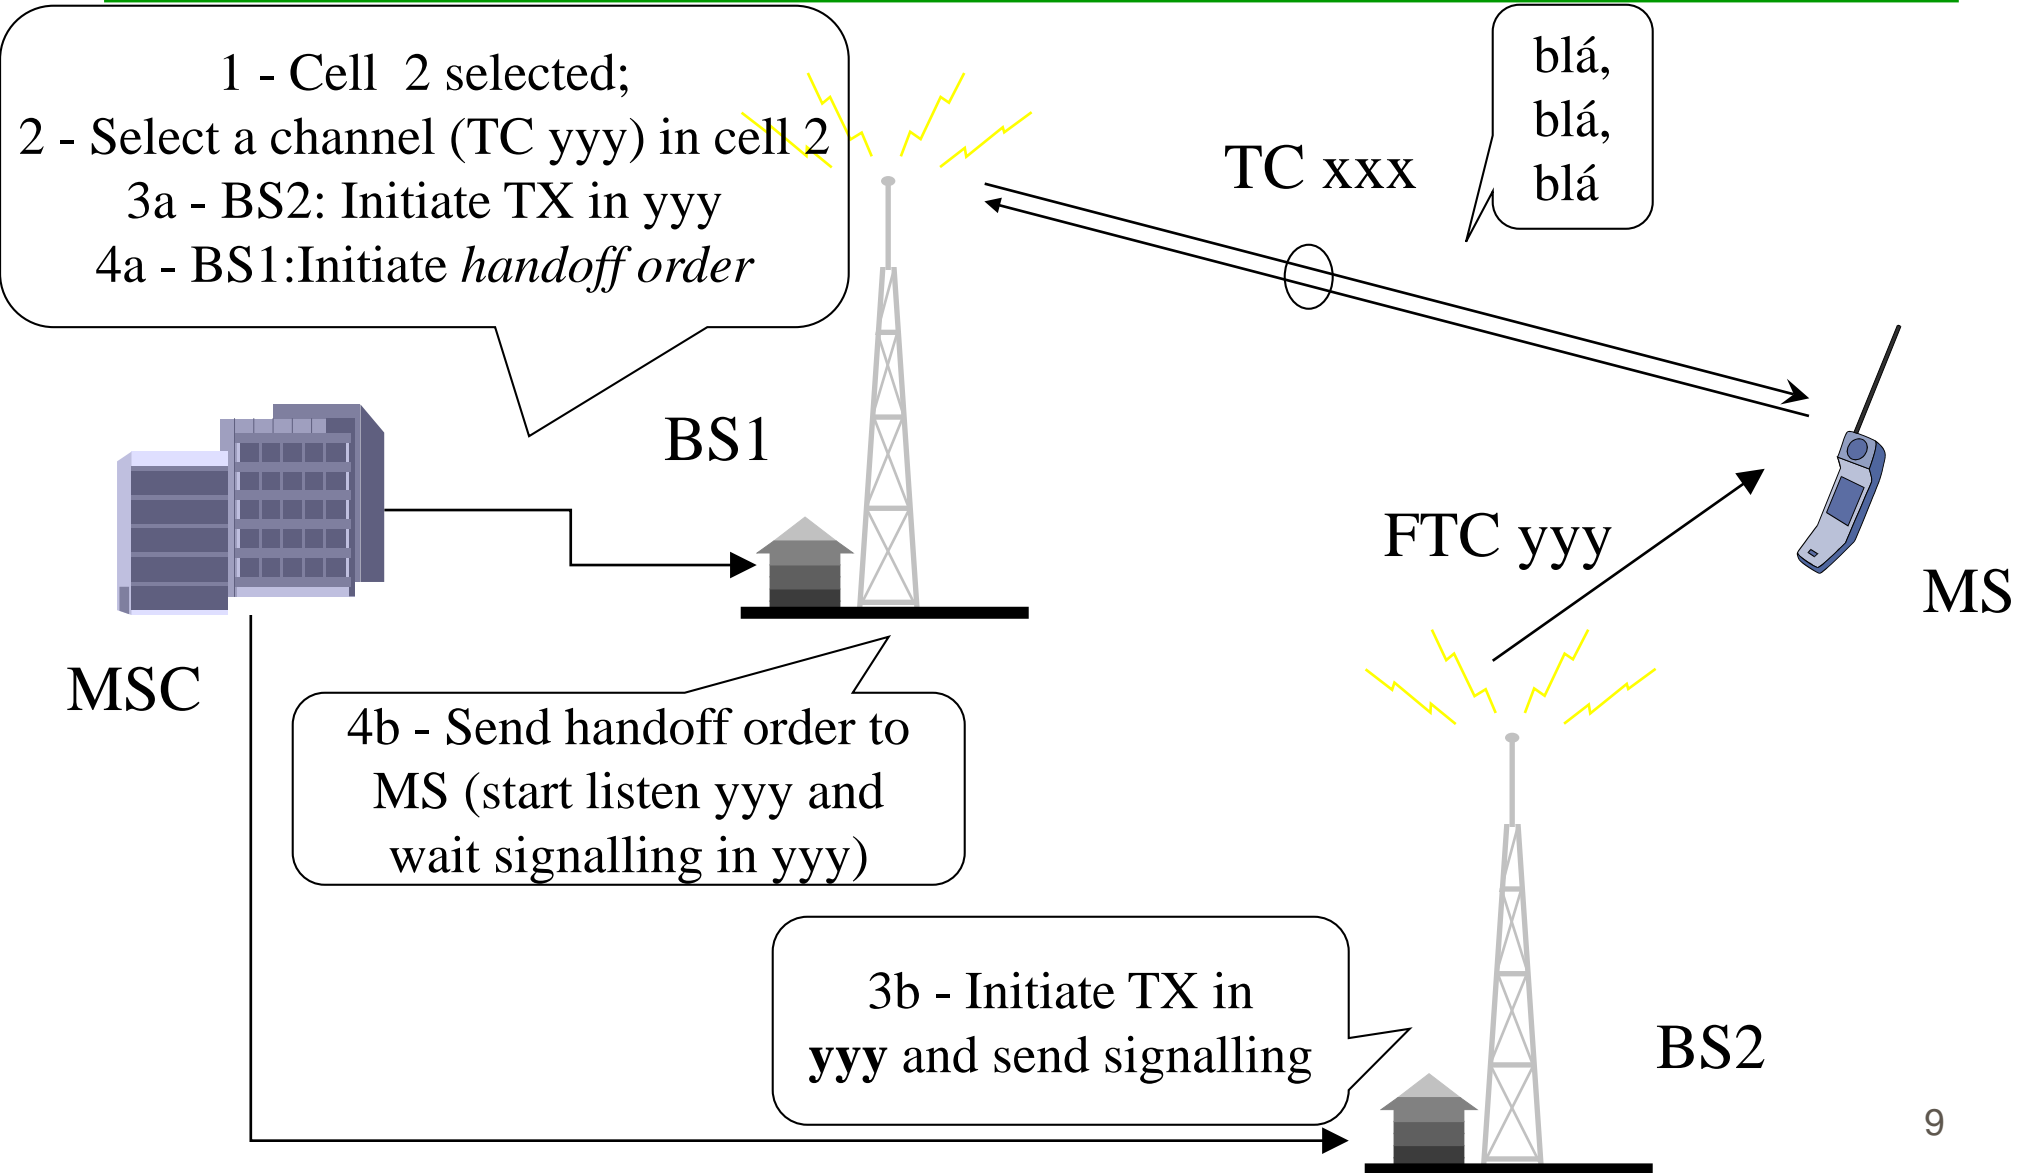 1 - Cell  2 selected;
2 - Select a channel (TC yyy) in cell 2
3a - BS2: Initiate TX in yyy
4a - BS1:Initiate handoff order
blá,
blá,
blá
TC xxx
BS1
FTC yyy
MS
MSC
4b - Send handoff order to
MS (start listen yyy and
wait signalling in yyy)
3b - Initiate TX in
yyy and send signalling
BS2
9